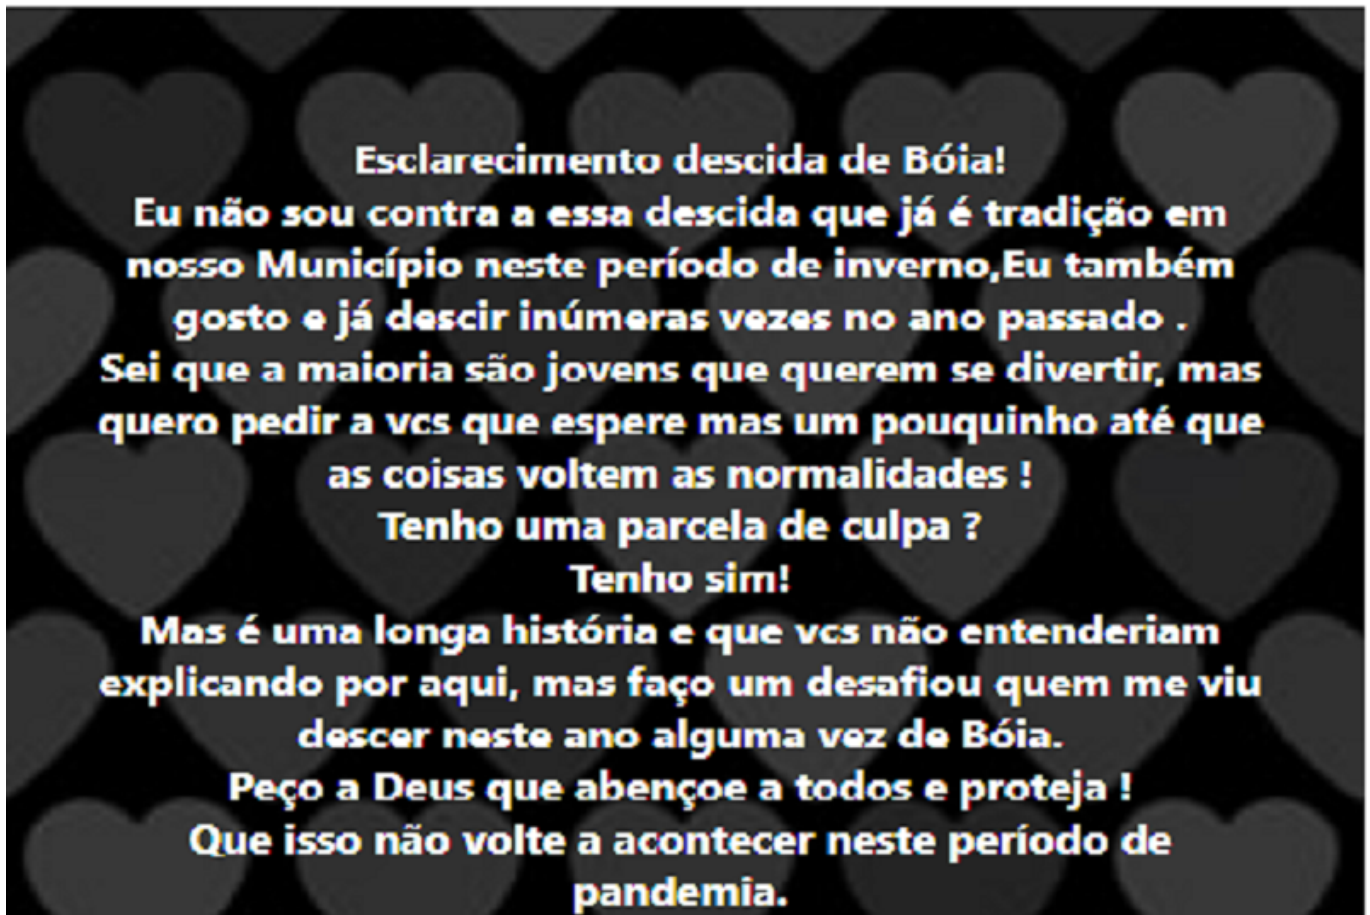 Esclarecimento descida de Bóia!
Eu não sou contra a essa descida que já é tradição em
nosso Município neste período de inverno,Eu também
gosto e já descir inúmeras vezes no ano passado .
Sei que a maioria são jovens que querem se divertir, mas
quero pedir a vcs que espere mas um pouquinho até que
as coisas voltem as normalidades !
Tenho uma parcela de culpa ?
Tenho sim!
Mas é uma longa história e que vcs não entenderiam
explicando por aqui, mas faço um desafiou quem me viu
descer neste ano alguma vez de Bóia.
Peço a Deus que abençoe a todos e proteja !
Que isso não volte a acontecer neste período de
pandemia.